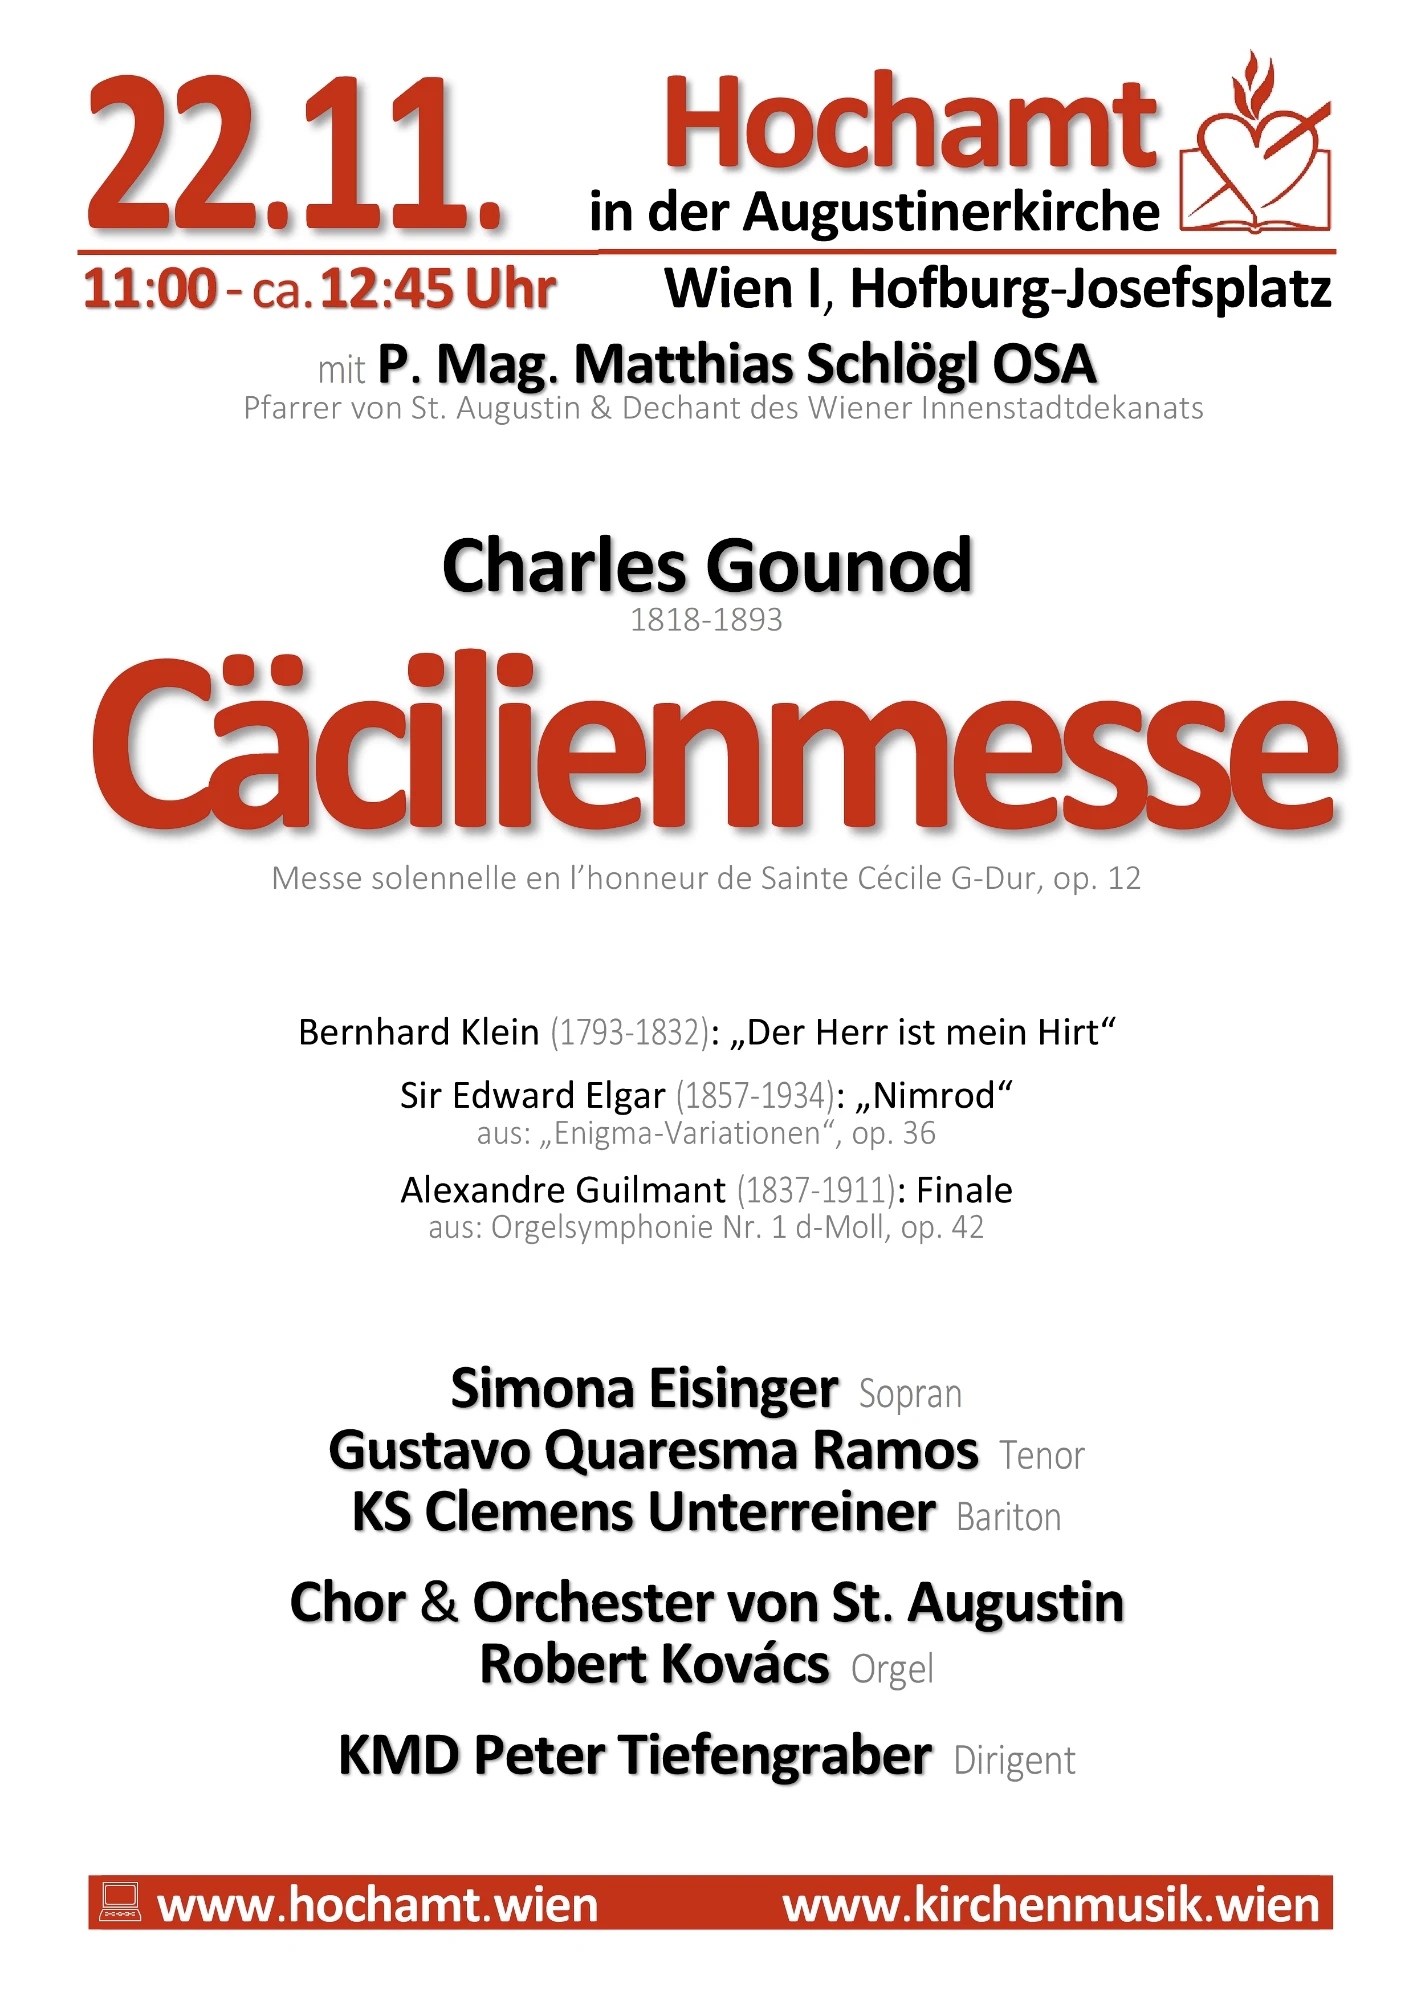 22.11.
Hochamt
in der Augustinerkirche
11:00 - ca. 12:45 Uhr
Wien I, Hofburg-Josefsplatz
mit P. Mag. Matthias Schlögl OSA
Pfarrer von St. Augustin & Dechant des Wiener Innenstadtdekanats
Charles Gounod
1818-1893
Cäcilienmesse
Messe solennelle en l’honneur de Sainte Cécile G-Dur, op. 12
Bernhard Klein (1793-1832): „Der Herr ist mein Hirt“
Sir Edward Elgar (1857-1934): „Nimrod“
aus: „Enigma-Variationen“, op. 36
Alexandre Guilmant (1837-1911): Finale
aus: Orgelsymphonie Nr. 1 d-Moll, op. 42
Simona Eisinger Sopran
Gustavo Quaresma Ramos Tenor
KS Clemens Unterreiner Bariton
Chor & Orchester von St. Augustin
Robert Kovács Orgel
KMD Peter Tiefengraber Dirigent
www.hochamt.wien www.kirchenmusik.wien